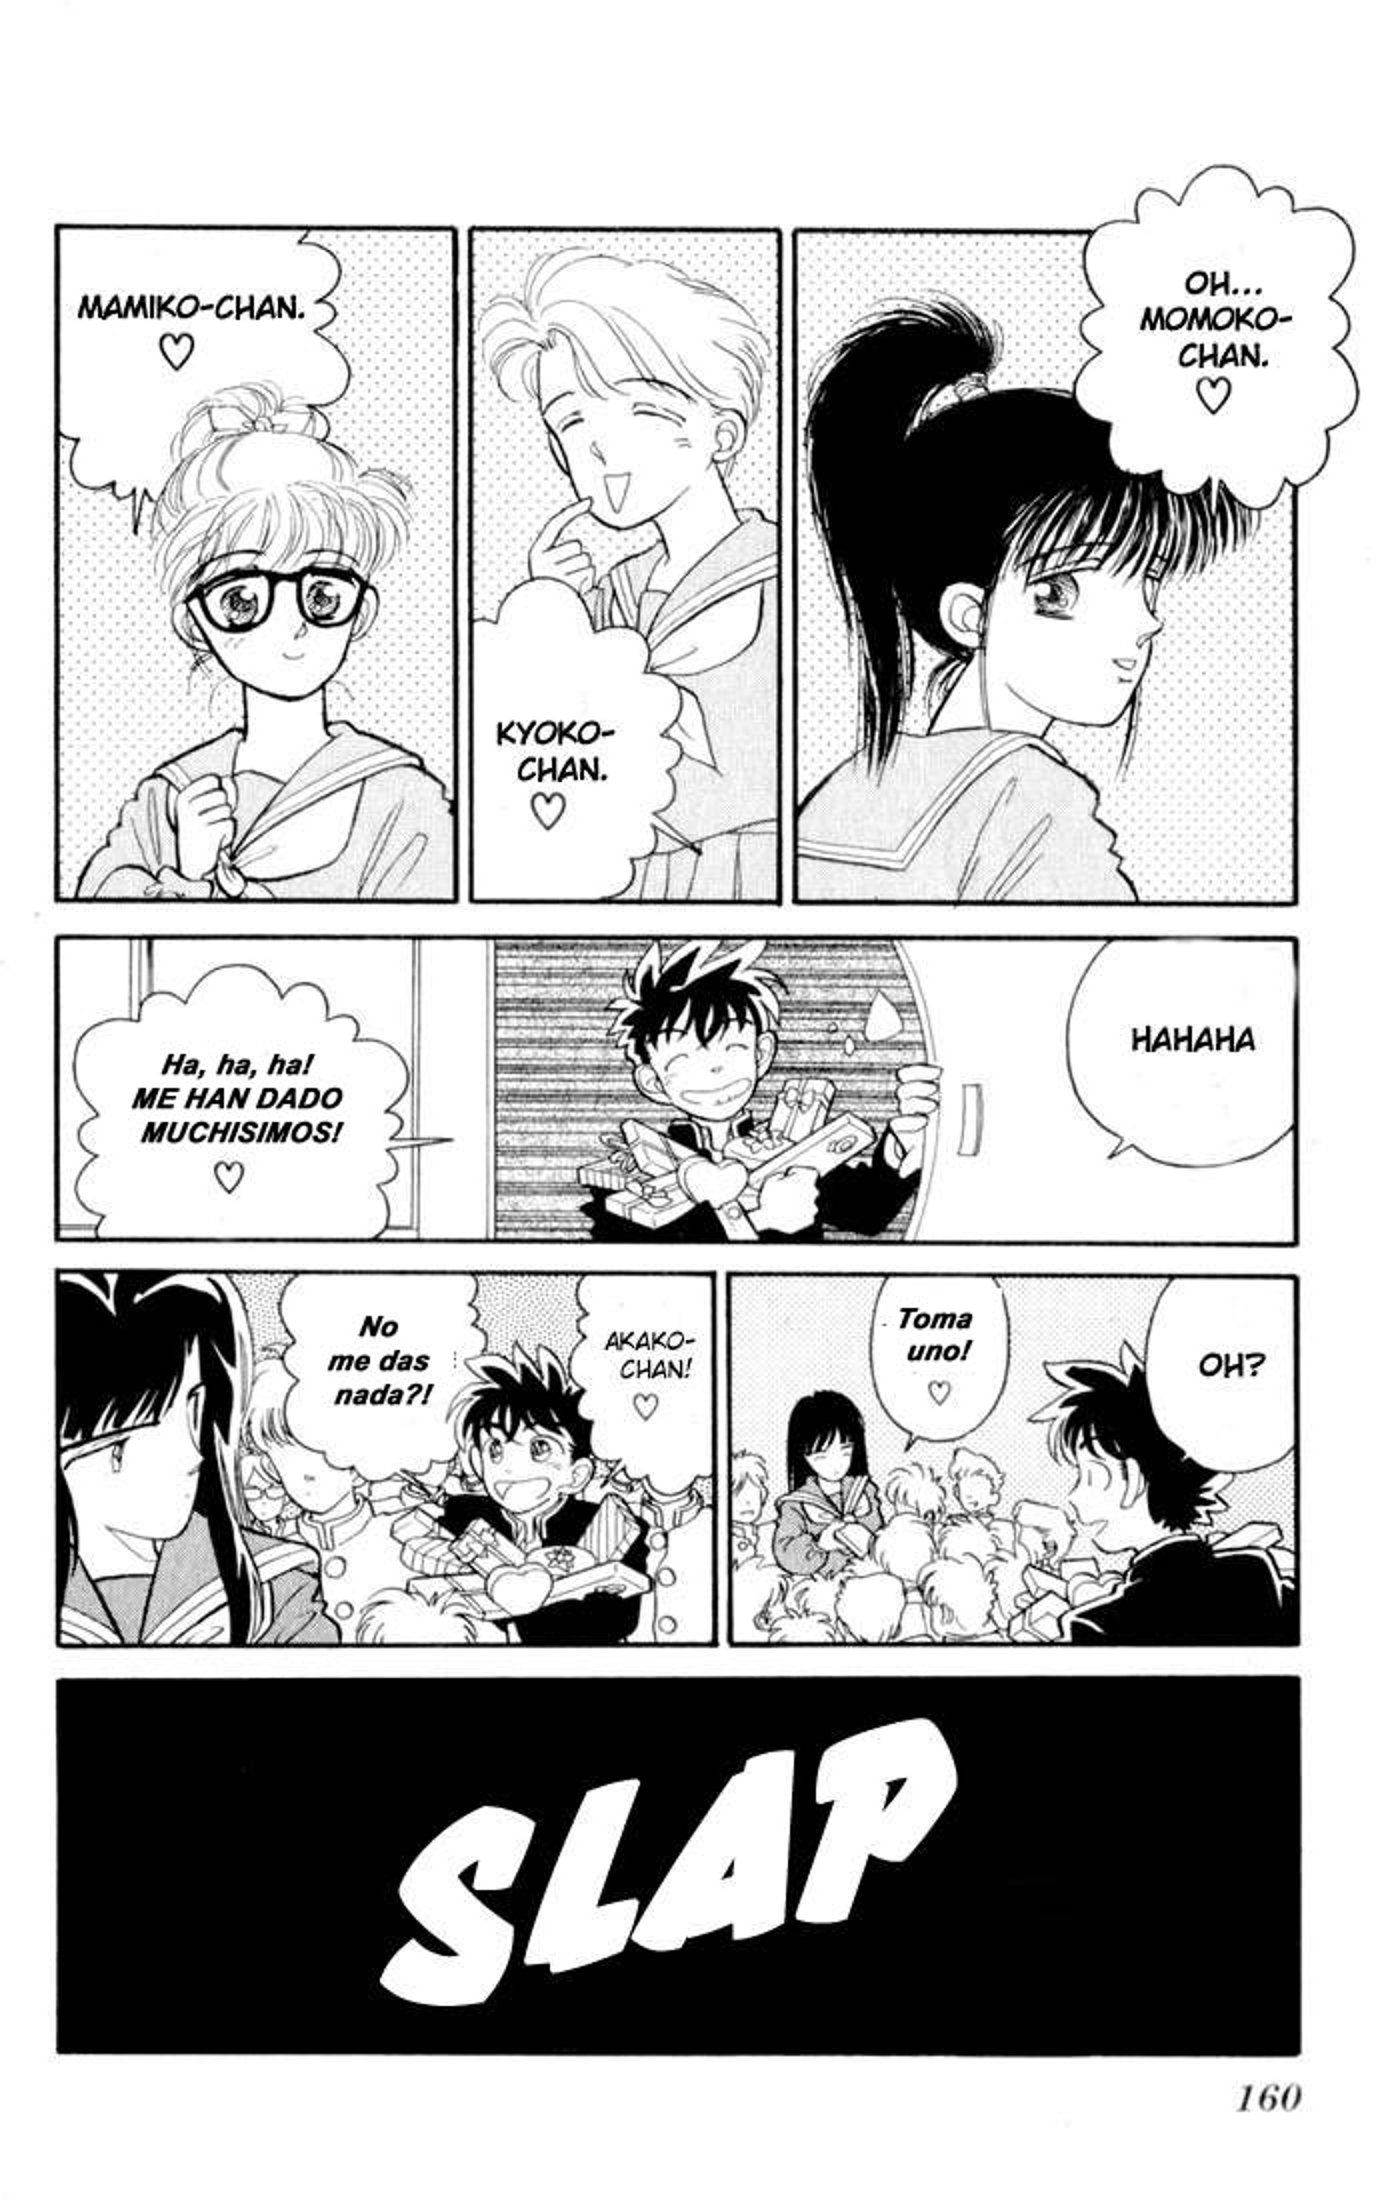 OH...
MOMOKO-
CHAN.
♡
KYOKO-
CHAN.
♡
MAMIKO-CHAN.
♡
HAHAHA
Ha, ha, ha!
ME HAN DADO
MUCHISIMOS!
♡
OH?
Toma
uno!
♡
AKAKO-
CHAN!
♡
No
me das
nada?!
SLAP
160